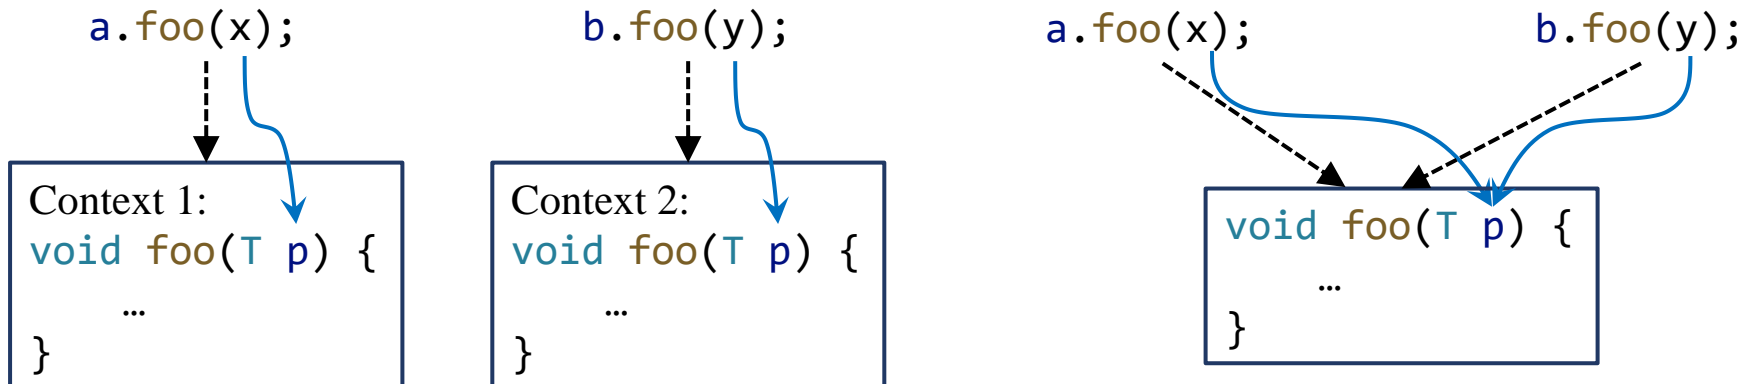 a.foo(x);
Context 1:
void foo(T p) {
…
}
b.foo(y);
Context 2:
void foo(T p) {
…
}
a.foo(x);
b.foo(y);
void foo(T p) {
…
}